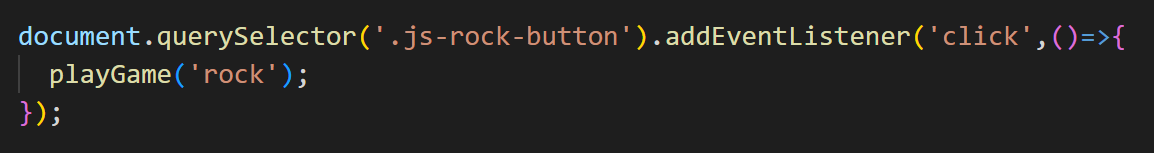 document.querySelector('.js-rock-button').addEventListener('click',()=>{
  playGame('rock');
});